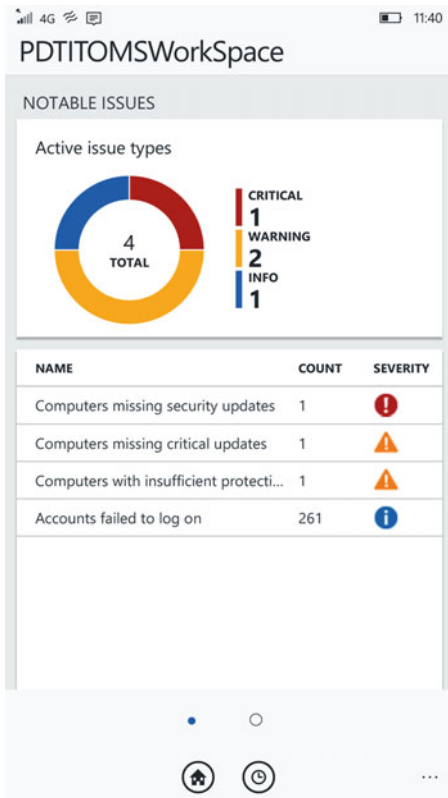 4G 11:40
PDTITOMSWorkSpace
NOTABLE ISSUES
Active issue types
4
TOTAL
CRITICAL
1
WARNING
2
INFO
1
NAME COUNT SEVERITY
Computers missing security updates 1
Computers missing critical updates 1
Computers with insufficient protecti... 1
Accounts failed to log on 261